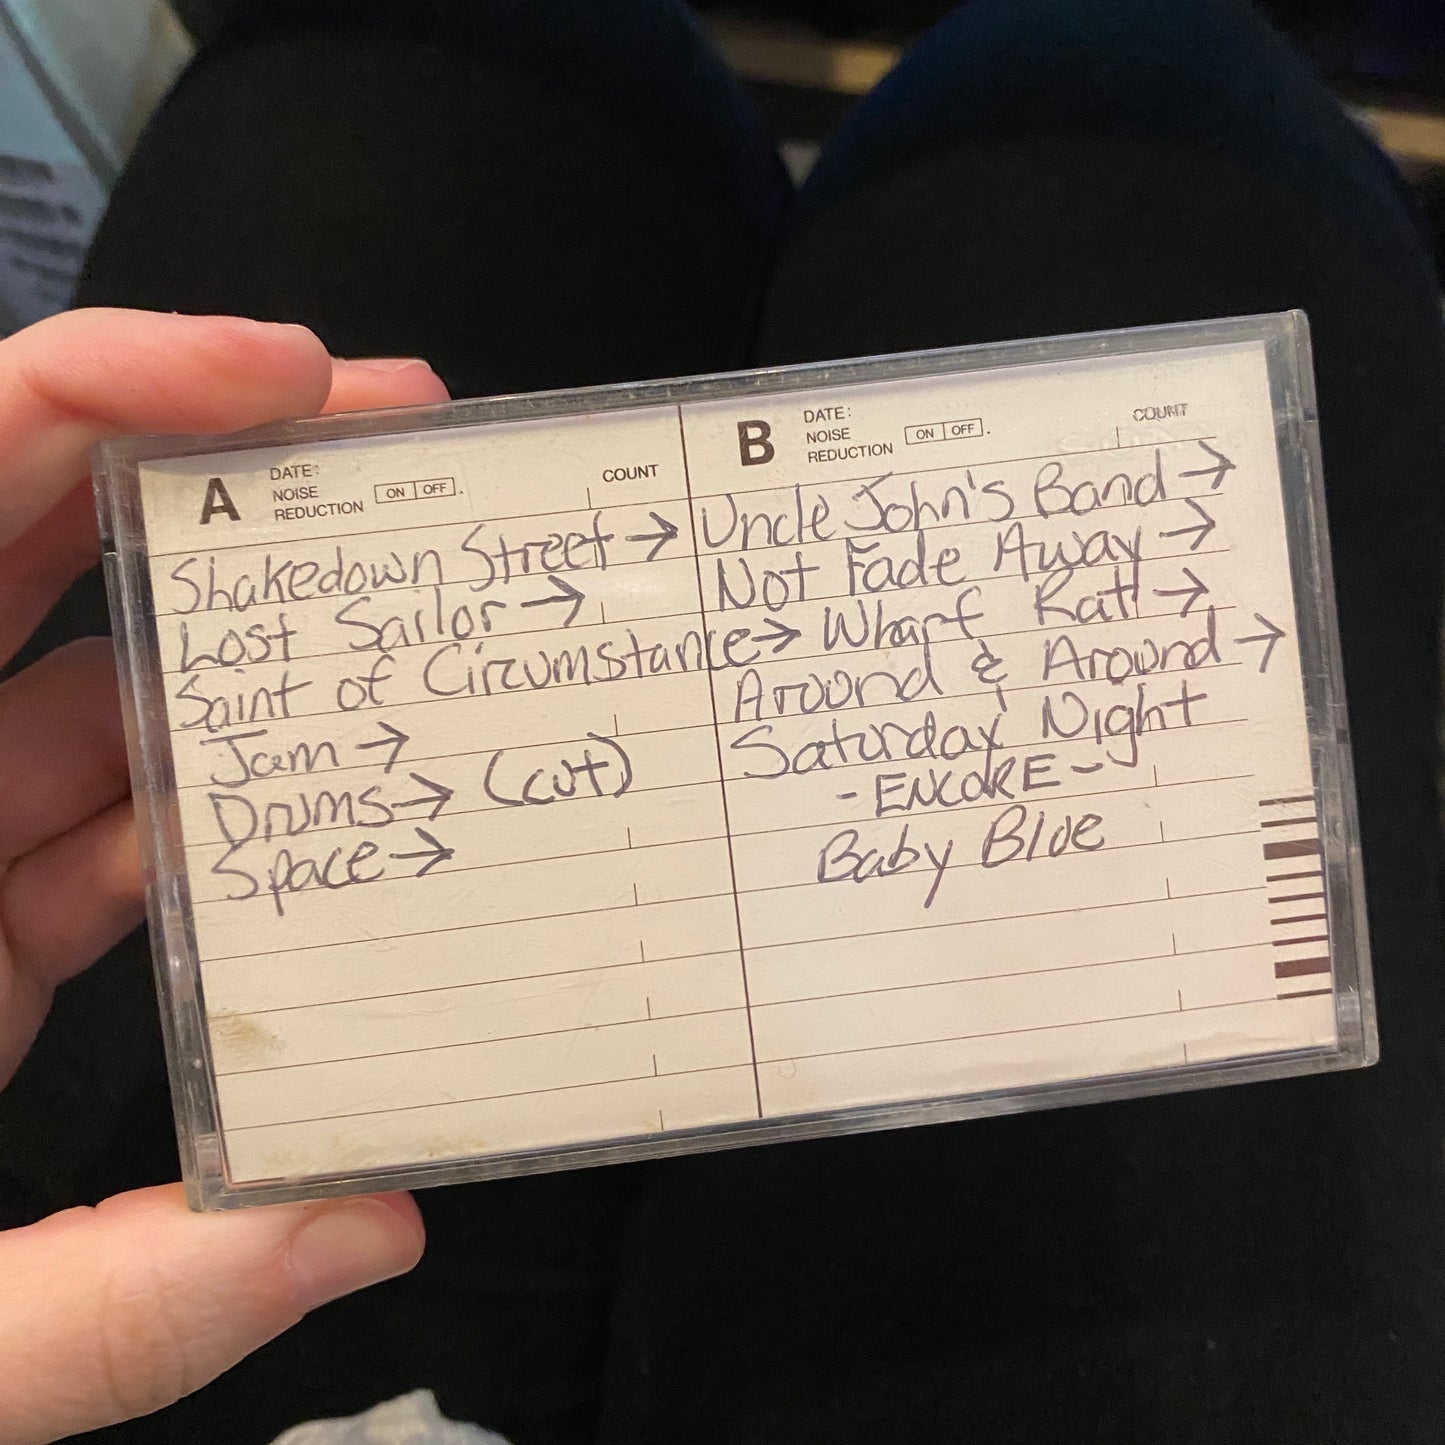 A
DATE:
NOISE
REDUCTION ON OFF .
COUNT
Shakedown Street →
Lost Sailor →
Saint of Circumstance →
Jam →
Drums → (cut)
Space →
B
DATE:
NOISE
REDUCTION ON OFF .
COUNT
Uncle John's Band →
Not Fade Away →
Wharf Rat →
Around & Around →
Saturday Night
- ENCORE -
Baby Blue